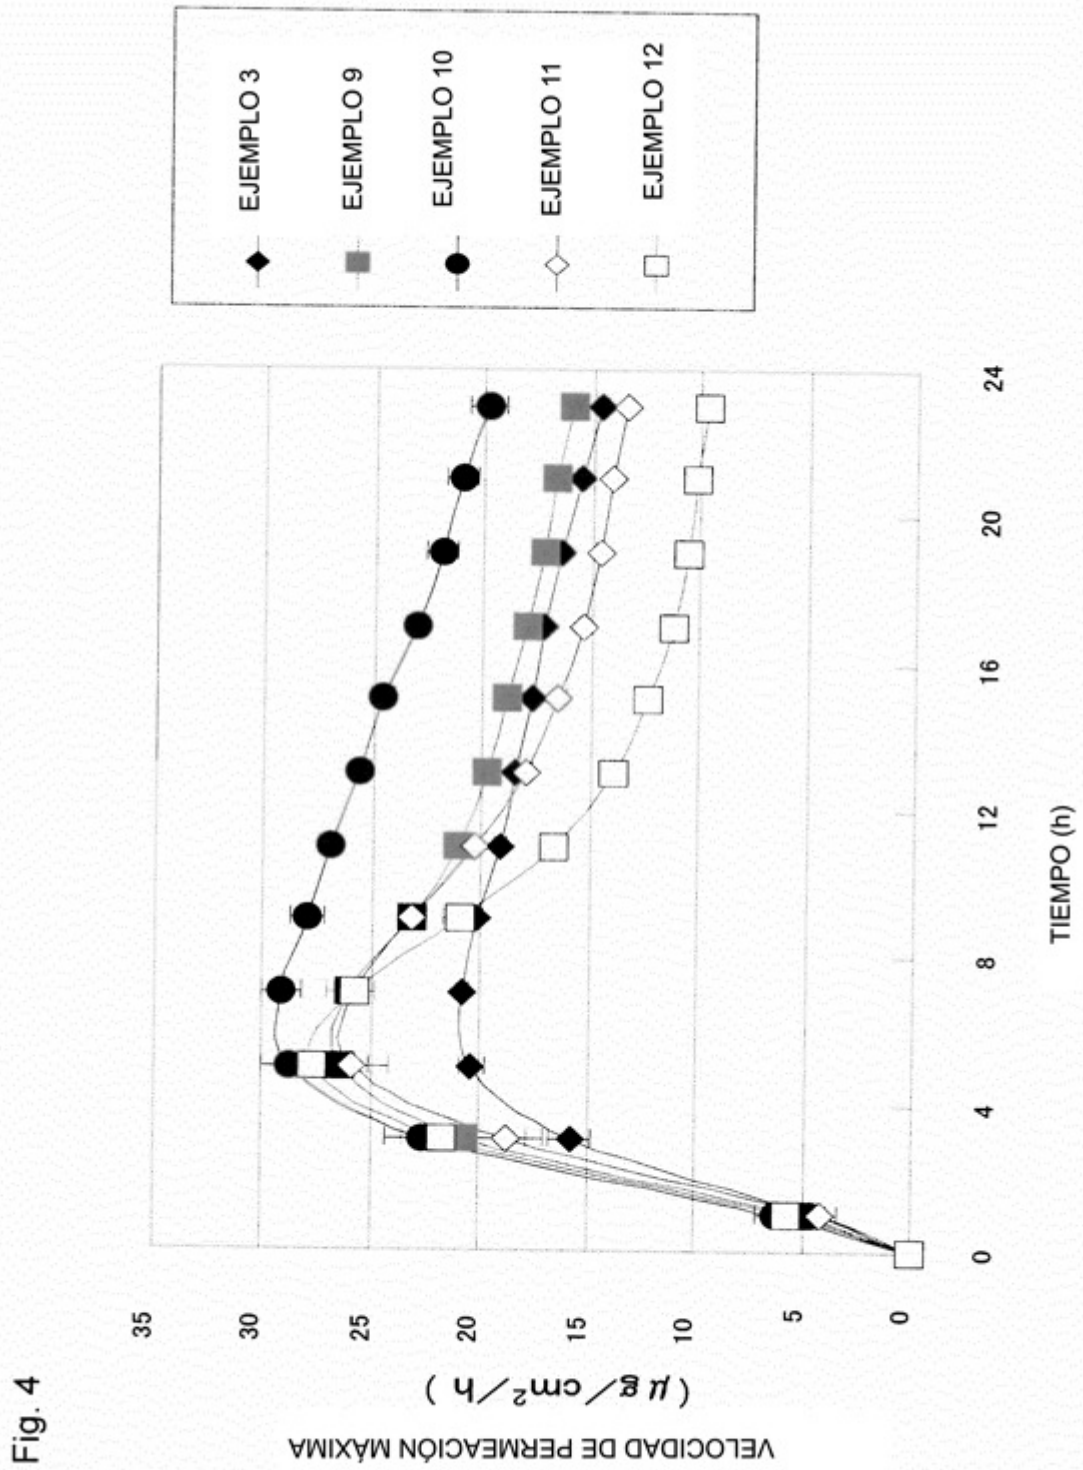 Fig. 4
VELOCIDAD DE PERMEACIÓN MÁXIMA
( μg/cm²/h )
35
30
25
20
15
10
5
0
0
4
8
12
16
20
24
TIEMPO (h)
EJEMPLO 3
EJEMPLO 9
EJEMPLO 10
EJEMPLO 11
EJEMPLO 12